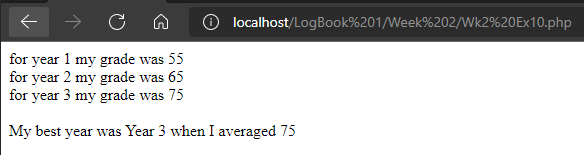 localhost/LogBook%201/Week%202/Wk2%20Ex10.php
for year 1 my grade was 55
for year 2 my grade was 65
for year 3 my grade was 75
My best year was Year 3 when I averaged 75